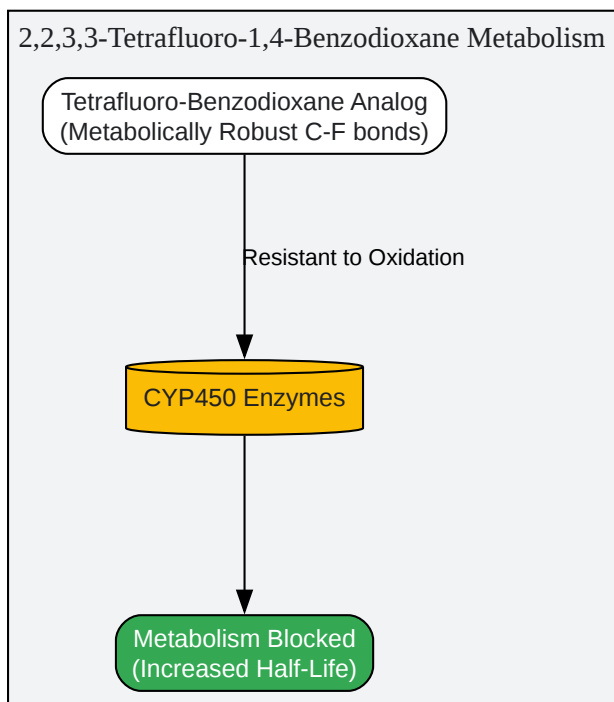 2,2,3,3-Tetrafluoro-1,4-Benzodioxane Metabolism
Tetrafluoro-Benzodioxane Analog
(Metabolically Robust C-F bonds)
Resistant to Oxidation
CYP450 Enzymes
Metabolism Blocked
(Increased Half-Life)